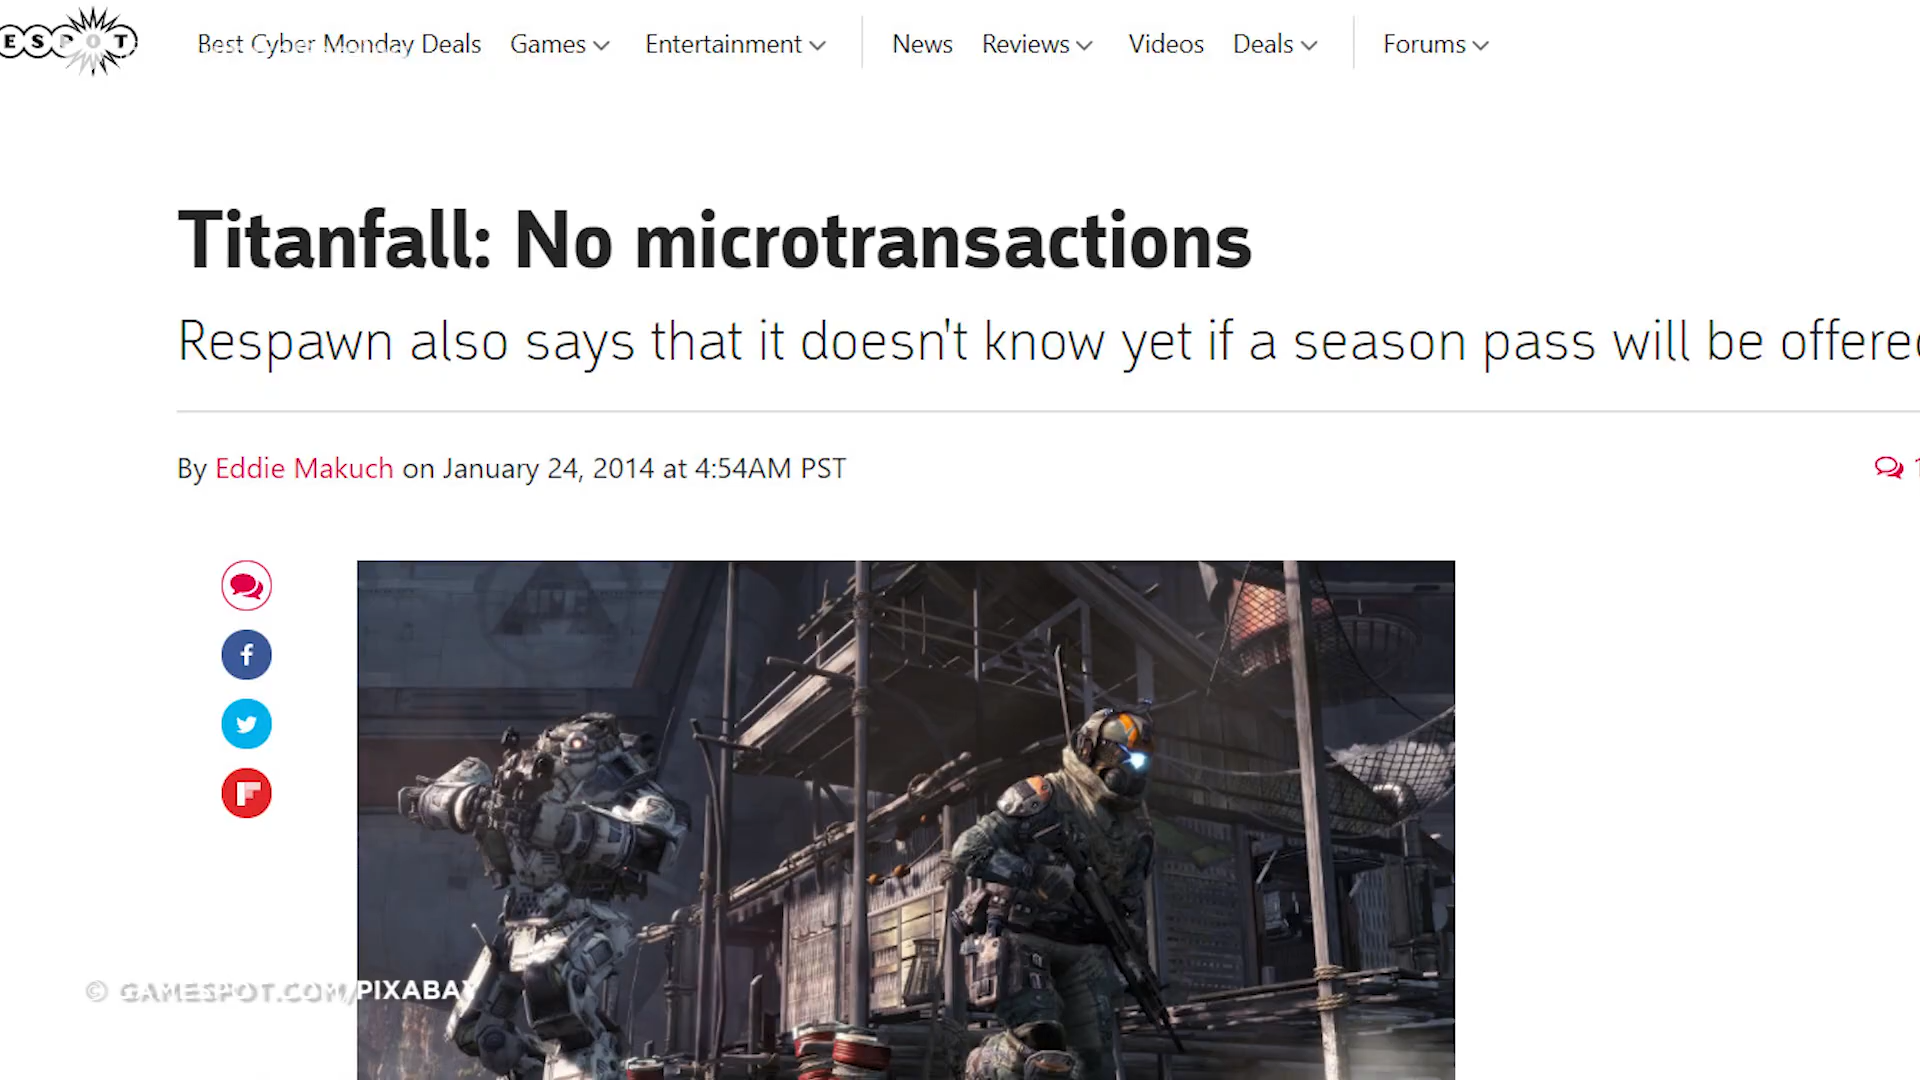 ESPOT
Best Cyber Monday Deals Games Entertainment News Reviews Videos Deals Forums
Titanfall: No microtransactions
Respawn also says that it doesn't know yet if a season pass will be offered
By Eddie Makuch on January 24, 2014 at 4:54AM PST
© GAMESPOT.COM/PIXABAY